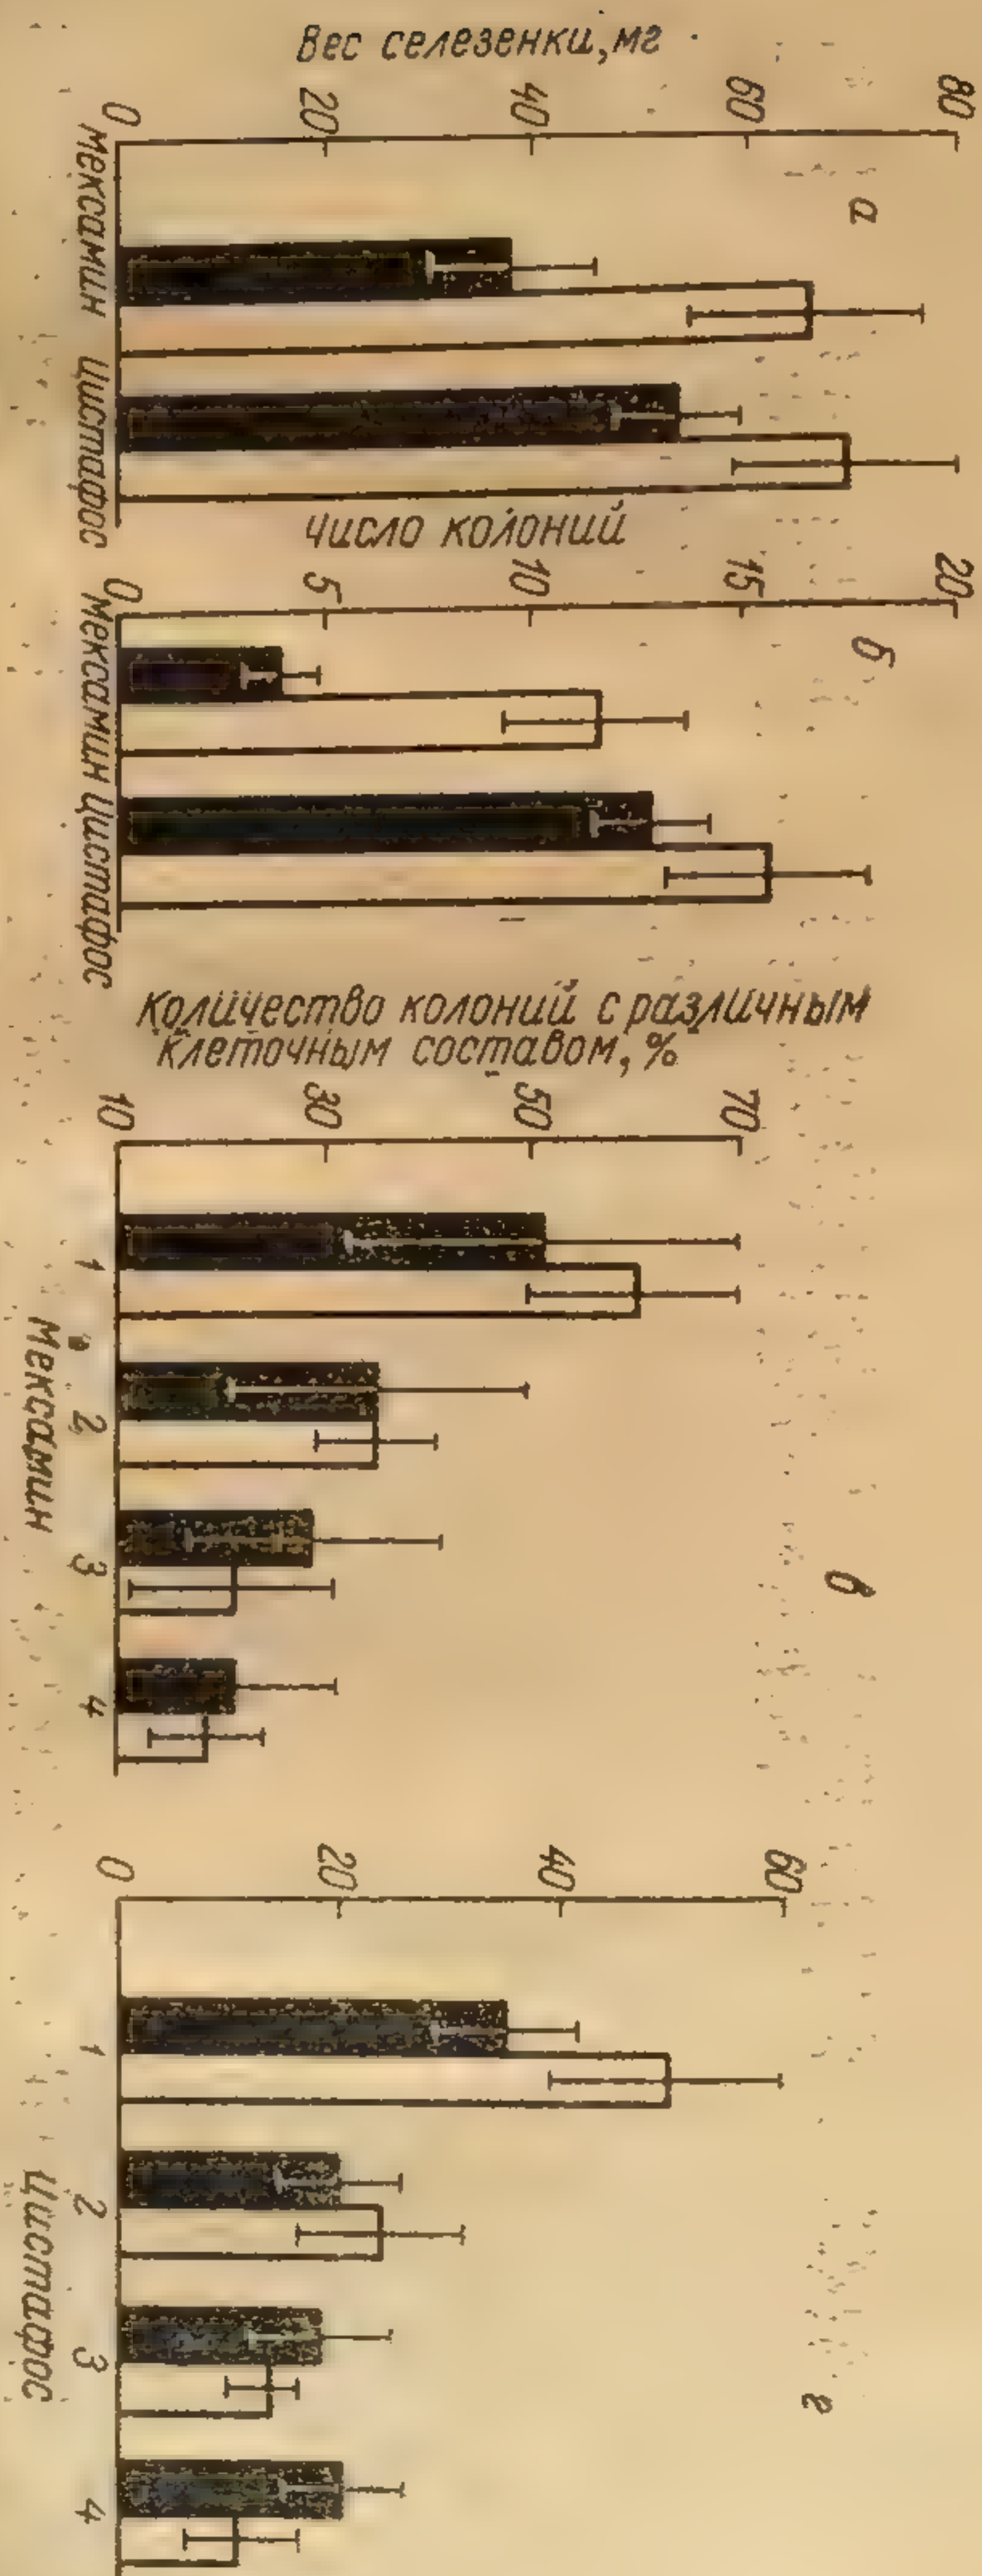 Вес селезенки, мг
80
60
40
20
0
а
Мексамин
Цистафос
Число колоний
20
15
10
5
0
б
Мексамин
Цистафос
Количество колоний с различным
клеточным составом, %
70
50
30
10
в
1
2
3
4
Мексамин
60
40
20
0
г
1
2
3
4
Цистафос